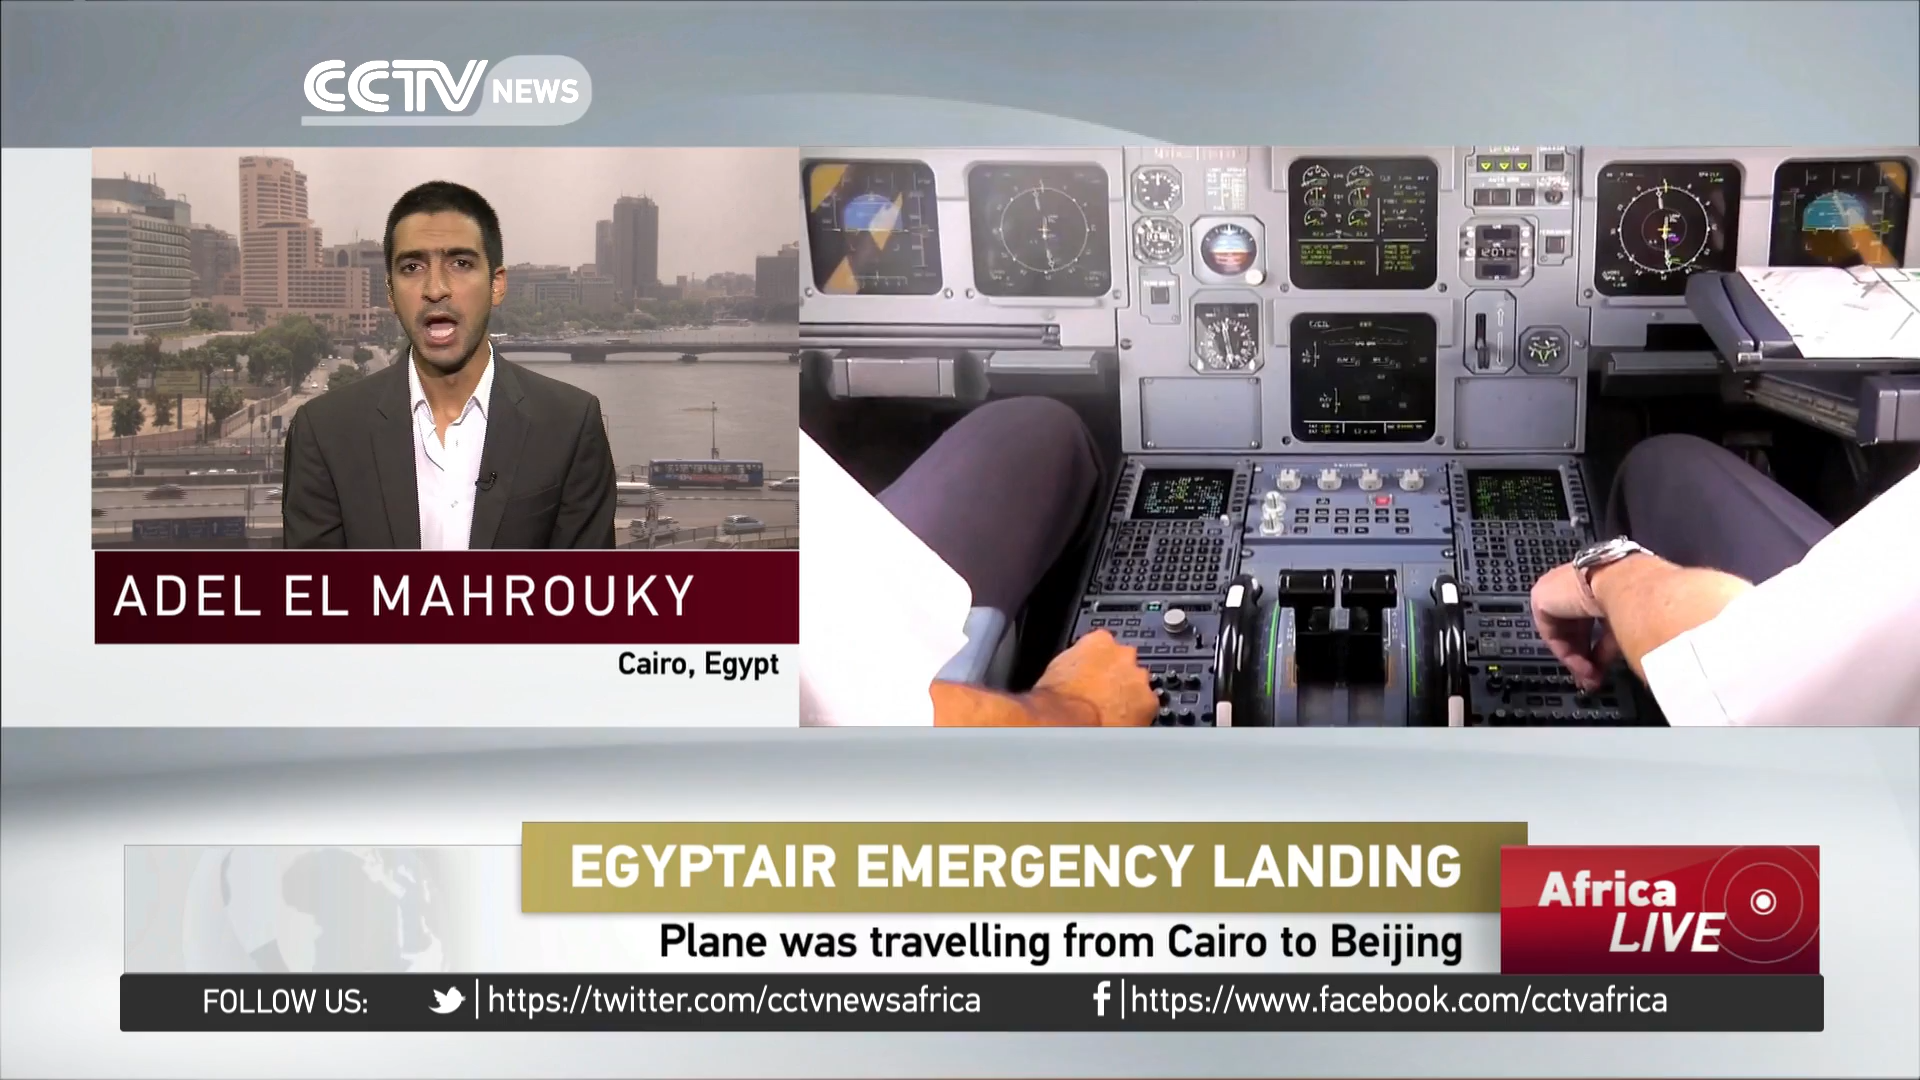 CCTV NEWS
ADEL EL MAHROUKY
Cairo, Egypt
EGYPTAIR EMERGENCY LANDING
Plane was travelling from Cairo to Beijing
Africa
LIVE
FOLLOW US: https://twitter.com/cctvnewsafrica https://www.facebook.com/cctvafrica